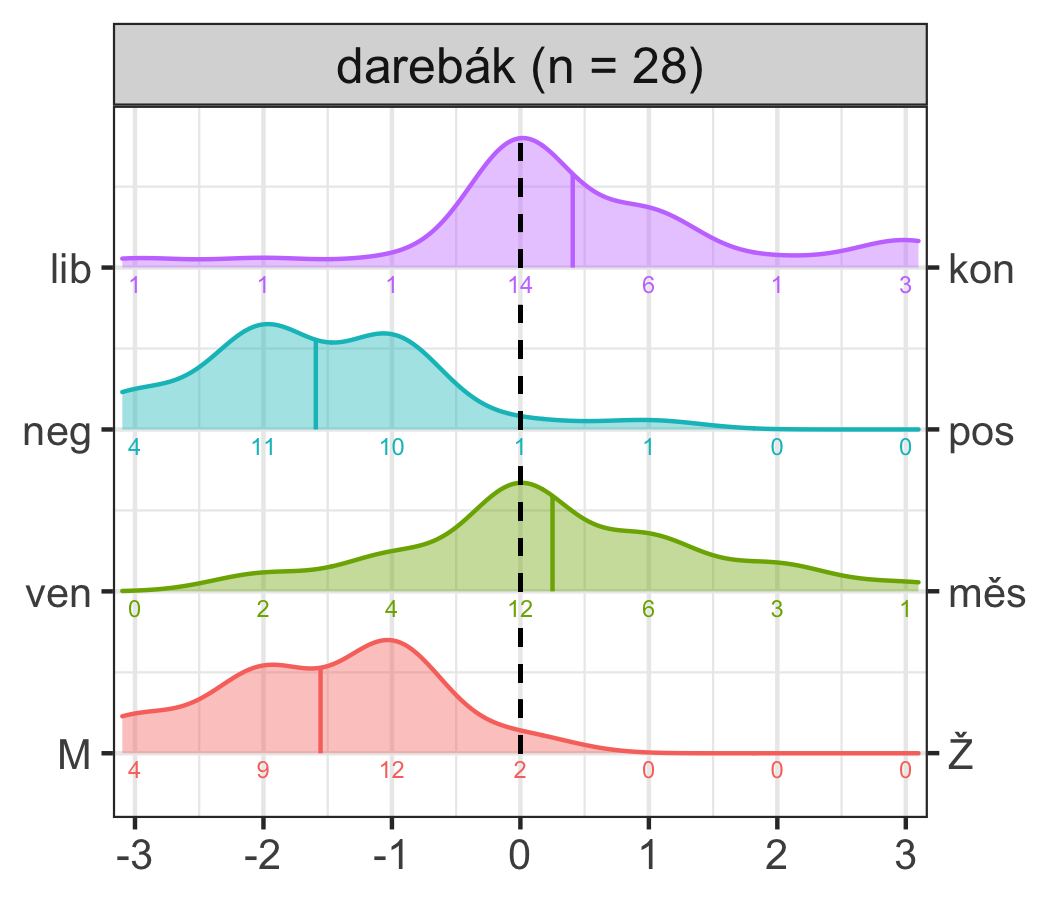 darebák (n = 28)
lib kon
1 1 1 14 6 1 3
neg pos
4 11 10 1 1 0 0
ven měs
0 2 4 12 6 3 1
M Ž
4 9 12 2 0 0 0
-3 -2 -1 0 1 2 3